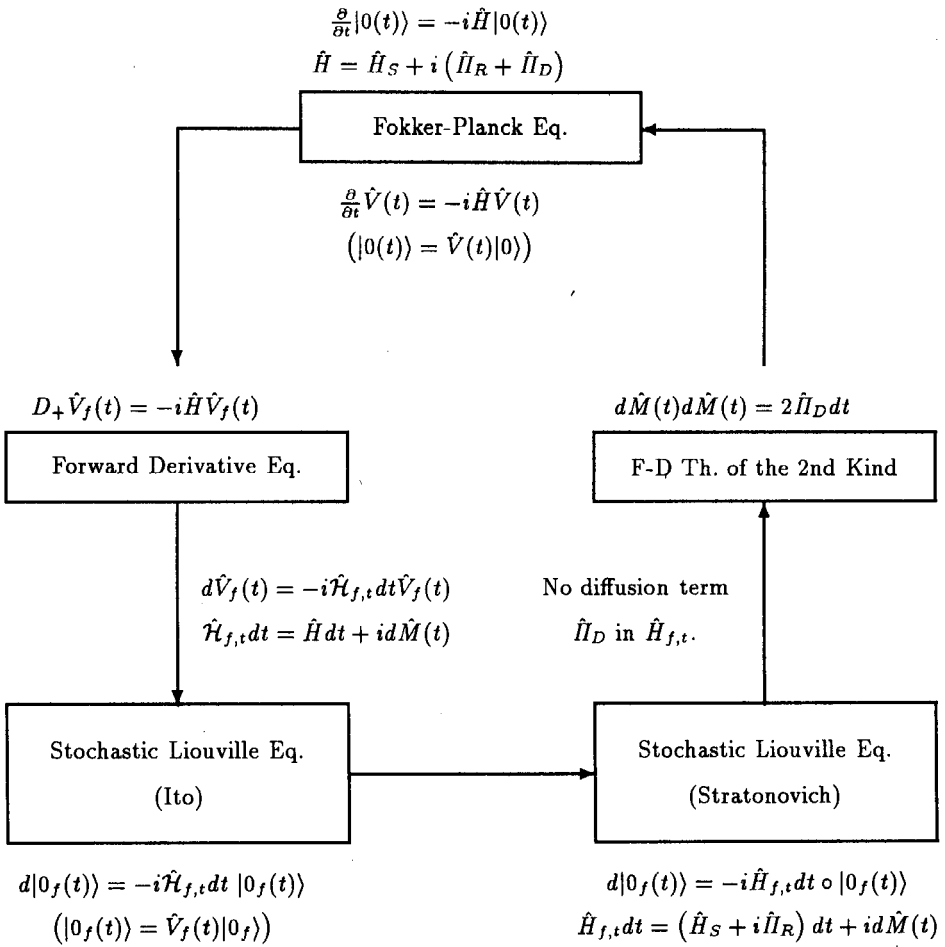 ∂/∂t |0(t)⟩ = −iĤ|0(t)⟩
Ĥ = Ĥ_S + i (Π̂_R + Π̂_D)
Fokker-Planck Eq.
∂/∂t V̂(t) = −iĤV̂(t)
(|0(t)⟩ = V̂(t)|0⟩)
D₊V̂_f(t) = −iĤV̂_f(t)
Forward Derivative Eq.
dM̂(t)dM̂(t) = 2Π̂_D dt
F-D Th. of the 2nd Kind
dV̂_f(t) = −iℋ̂_{f,t}dtV̂_f(t)
ℋ̂_{f,t}dt = Ĥdt + idM̂(t)
No diffusion term
Π̂_D in Ĥ_{f,t}.
Stochastic Liouville Eq.
(Ito)
Stochastic Liouville Eq.
(Stratonovich)
d|0_f(t)⟩ = −iℋ̂_{f,t}dt |0_f(t)⟩
(|0_f(t)⟩ = V̂_f(t)|0_f⟩)
d|0_f(t)⟩ = −iĤ_{f,t}dt ∘ |0_f(t)⟩
Ĥ_{f,t}dt = (Ĥ_S + iΠ̂_R) dt + idM̂(t)